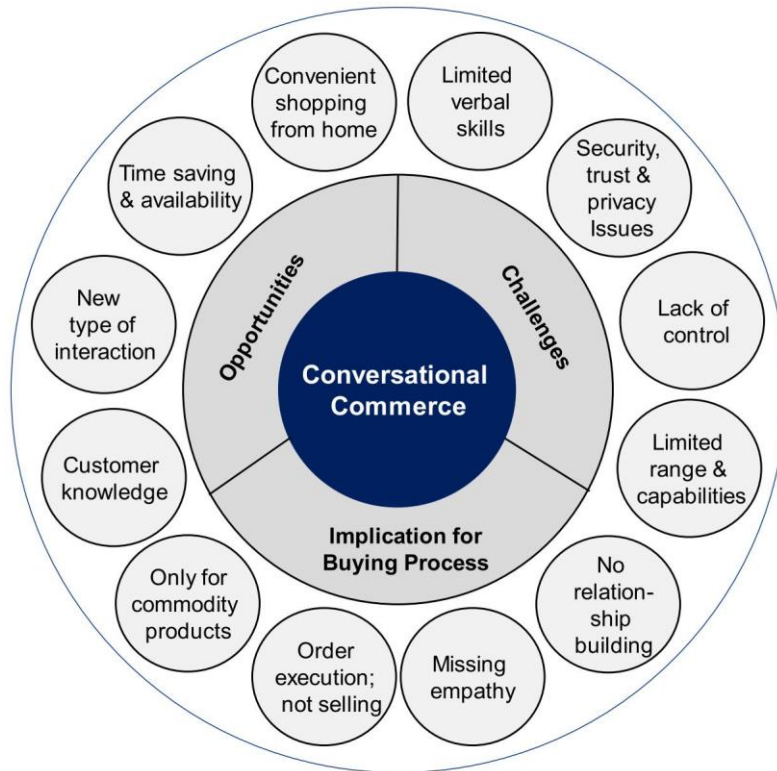 Conversational
Commerce
Opportunities
Challenges
Implication for
Buying Process
Convenient
shopping
from home
Limited
verbal
skills
Security,
trust &
privacy
Issues
Lack of
control
Limited
range &
capabilities
No
relation-
ship
building
Missing
empathy
Order
execution;
not selling
Only for
commodity
products
Customer
knowledge
New
type of
interaction
Time saving
& availability